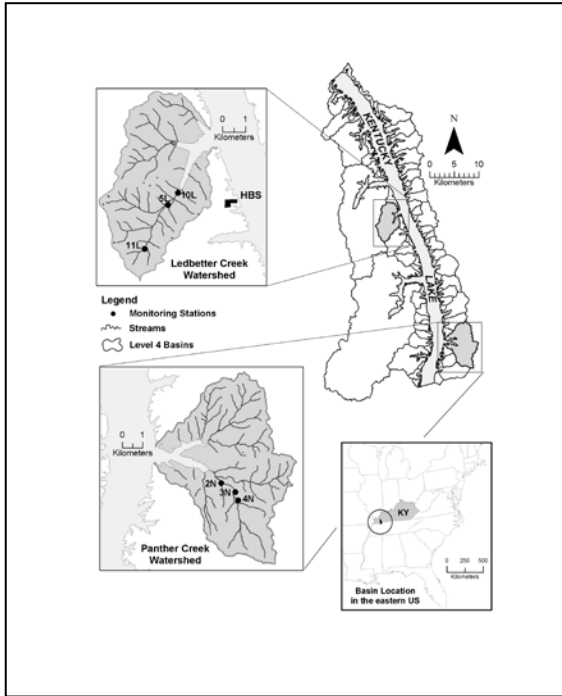 0 1
Kilometers
10L
5L
HBS
11L
Ledbetter Creek
Watershed
KENTUCKY
LAKE
N
0 5 10
Kilometers
Legend
Monitoring Stations
Streams
Level 4 Basins
0 1
Kilometers
2N
3N
4N
Panther Creek
Watershed
KY
0 250 500
Kilometers
Basin Location
in the eastern US